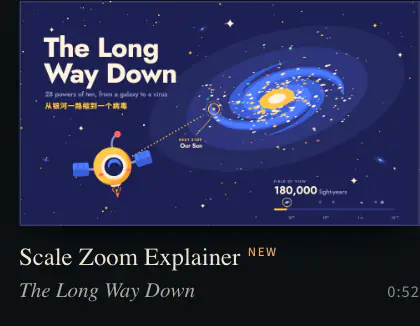 The Long
Way Down
28 powers of ten, from a galaxy to a virus
从银河一路缩到一个病毒
NEXT STOP
Our Sun
FIELD OF VIEW
180,000 light-years
Scale Zoom Explainer NEW
The Long Way Down
0:52